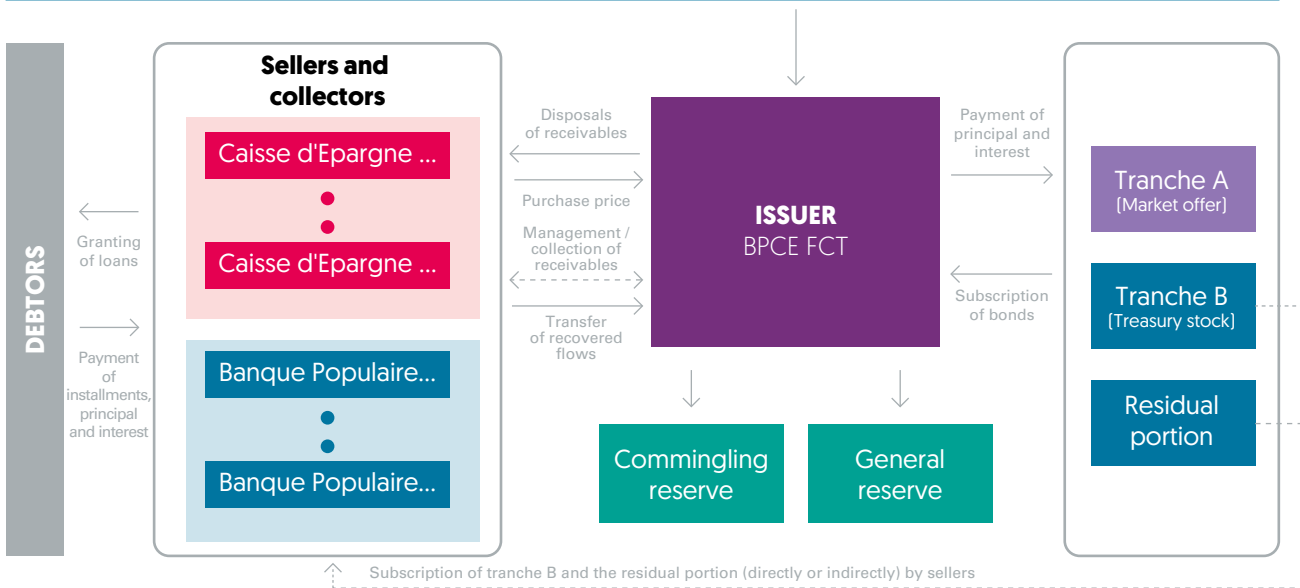 DEBTORS
Granting
of loans
Payment
of
installments,
principal
and interest
Sellers and
collectors
Caisse d'Epargne ...
Caisse d'Epargne ...
Banque Populaire...
Banque Populaire...
Disposals
of receivables
Purchase price
Management /
collection of
receivables
Transfer
of recovered
flows
ISSUER
BPCE FCT
Commingling
reserve
General
reserve
Payment of
principal and
interest
Subscription
of bonds
Tranche A
(Market offer)
Tranche B
(Treasury stock)
Residual
portion
Subscription of tranche B and the residual portion (directly or indirectly) by sellers